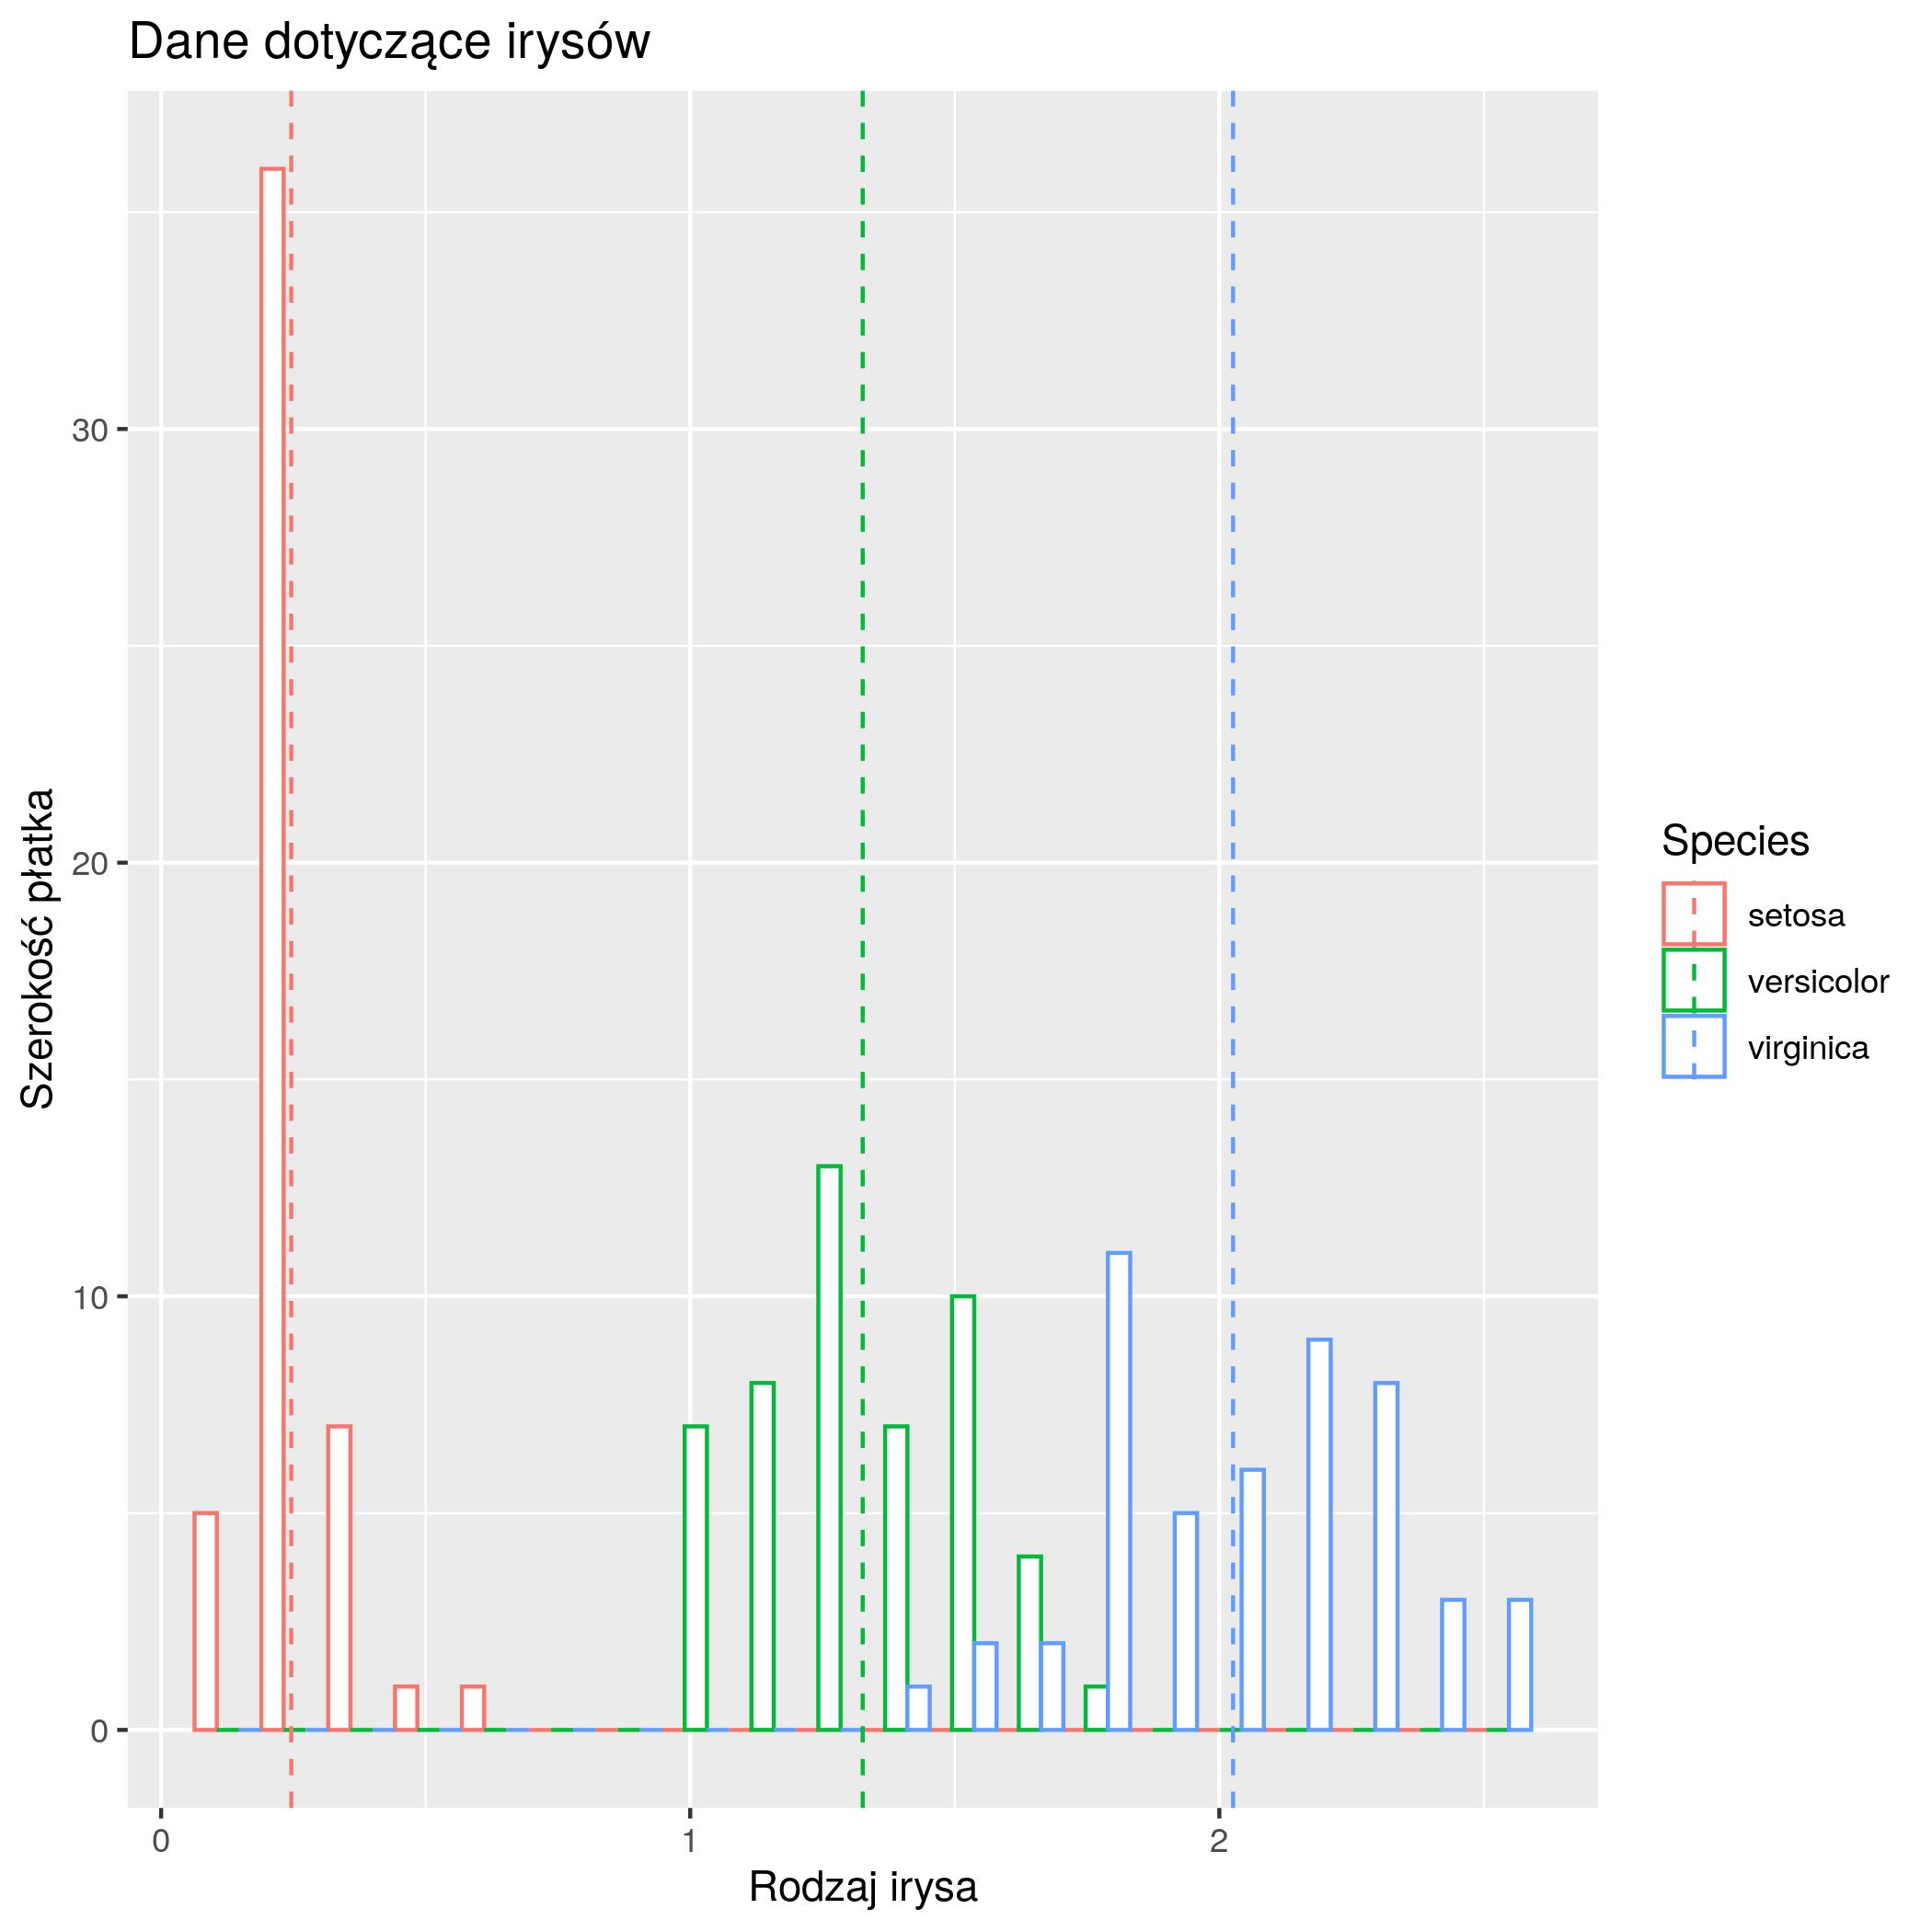 Dane dotyczące irysów
Szerokość płatka
30
20
10
0
0 1 2
Rodzaj irysa
Species
setosa
versicolor
virginica